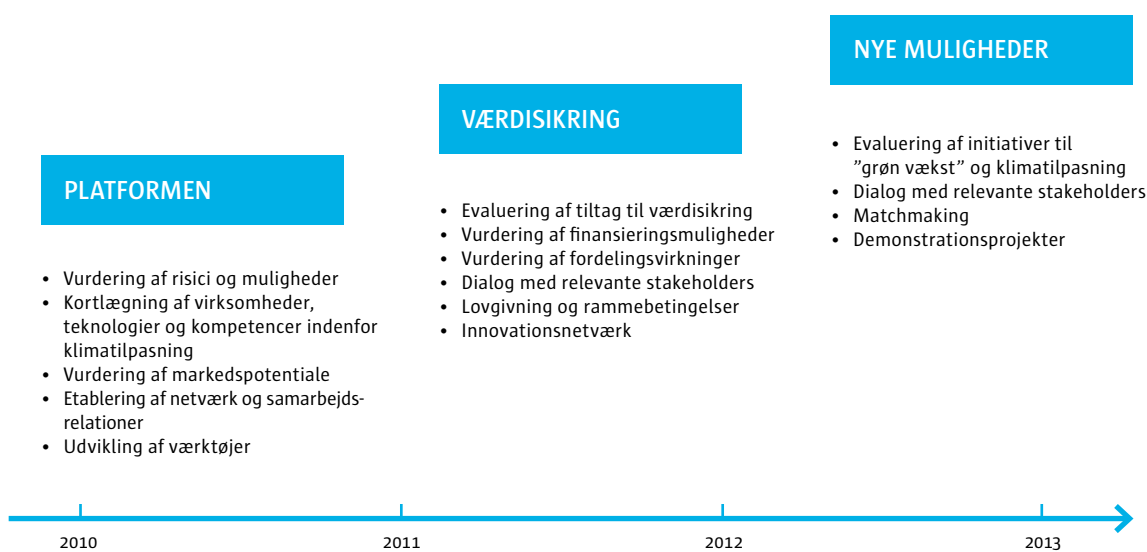 PLATFORMEN
• Vurdering af risici og muligheder
• Kortlægning af virksomheder,
teknologier og kompetencer indenfor
klimatilpasning
• Vurdering af markedspotentiale
• Etablering af netværk og samarbejds-
relationer
• Udvikling af værktøjer
VÆRDISIKRING
• Evaluering af tiltag til værdisikring
• Vurdering af finansieringsmuligheder
• Vurdering af fordelingsvirkninger
• Dialog med relevante stakeholders
• Lovgivning og rammebetingelser
• Innovationsnetværk
NYE MULIGHEDER
• Evaluering af initiativer til
”grøn vækst” og klimatilpasning
• Dialog med relevante stakeholders
• Matchmaking
• Demonstrationsprojekter
2010
2011
2012
2013